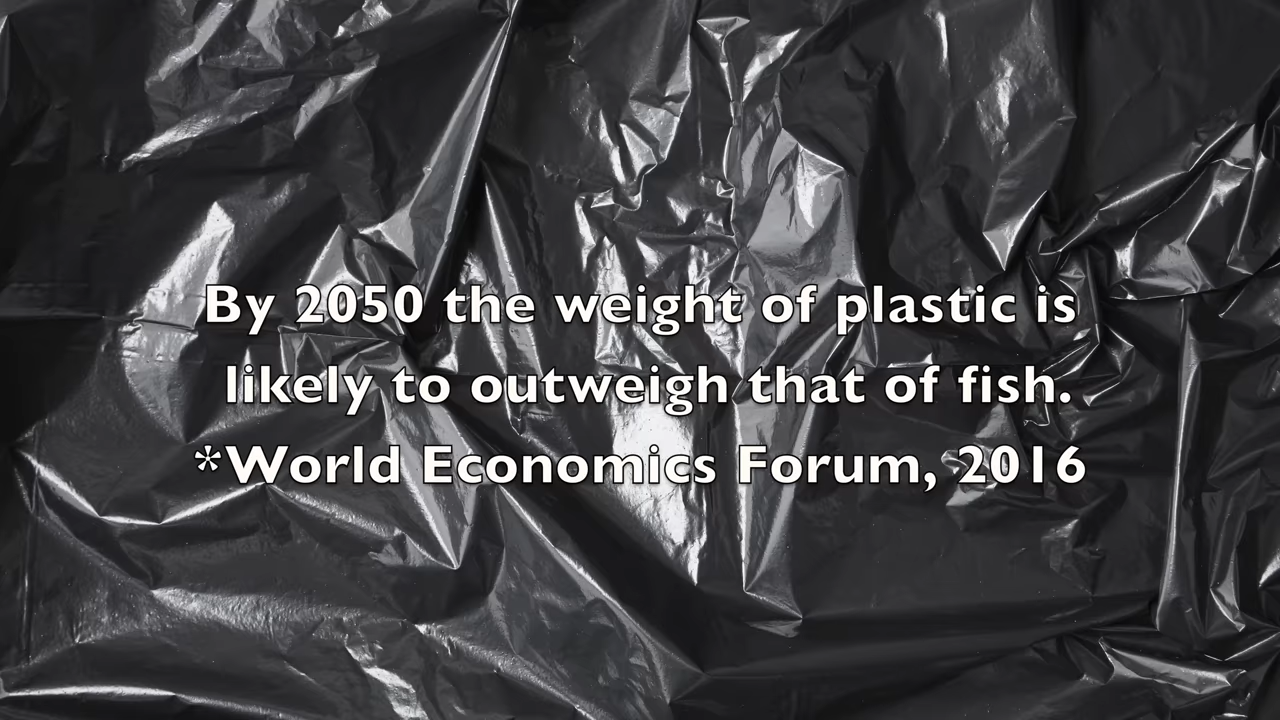 By 2050 the weight of plastic is
likely to outweigh that of fish.
*World Economics Forum, 2016